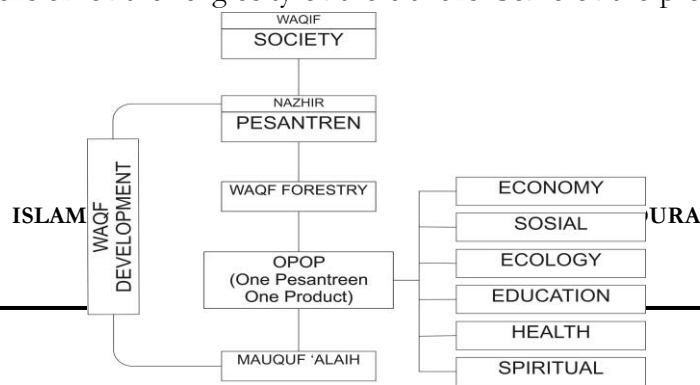 WAQIF
SOCIETY
NAZHIR
PESANTREN
WAQF
DEVELOPMENT
WAQF FORESTRY
ISLAM
URA
OPOP
(One Pesantreen
One Product)
MAUQUF ‘ALAIH
ECONOMY
SOSIAL
ECOLOGY
EDUCATION
HEALTH
SPIRITUAL